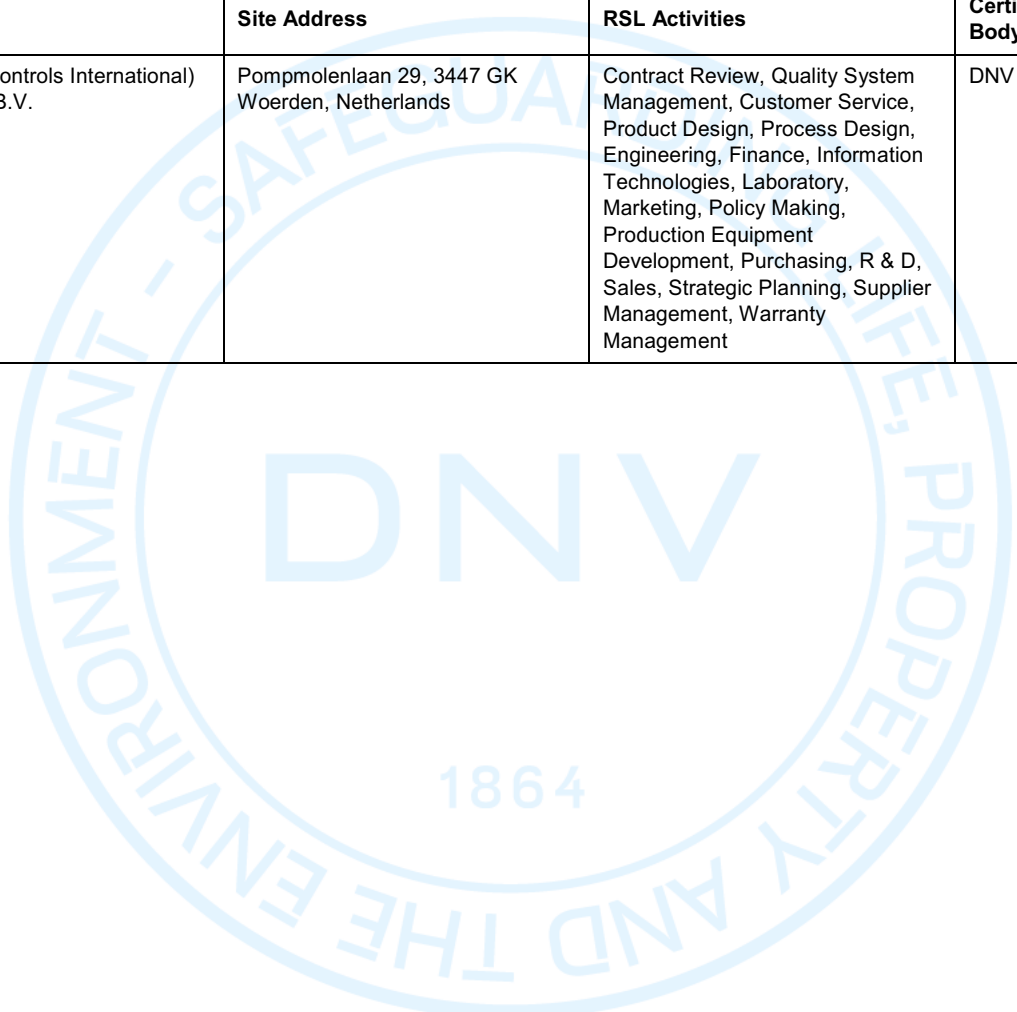 Site Address
RSL Activities
Certi
Body
ontrols International)
B.V.
Pompmolenlaan 29, 3447 GK
Woerden, Netherlands
Contract Review, Quality System
Management, Customer Service,
Product Design, Process Design,
Engineering, Finance, Information
Technologies, Laboratory,
Marketing, Policy Making,
Production Equipment
Development, Purchasing, R & D,
Sales, Strategic Planning, Supplier
Management, Warranty
Management
DNV
SAFEGUARDING LIFE, PROPERTY AND THE ENVIRONMENT -
DNV
1864